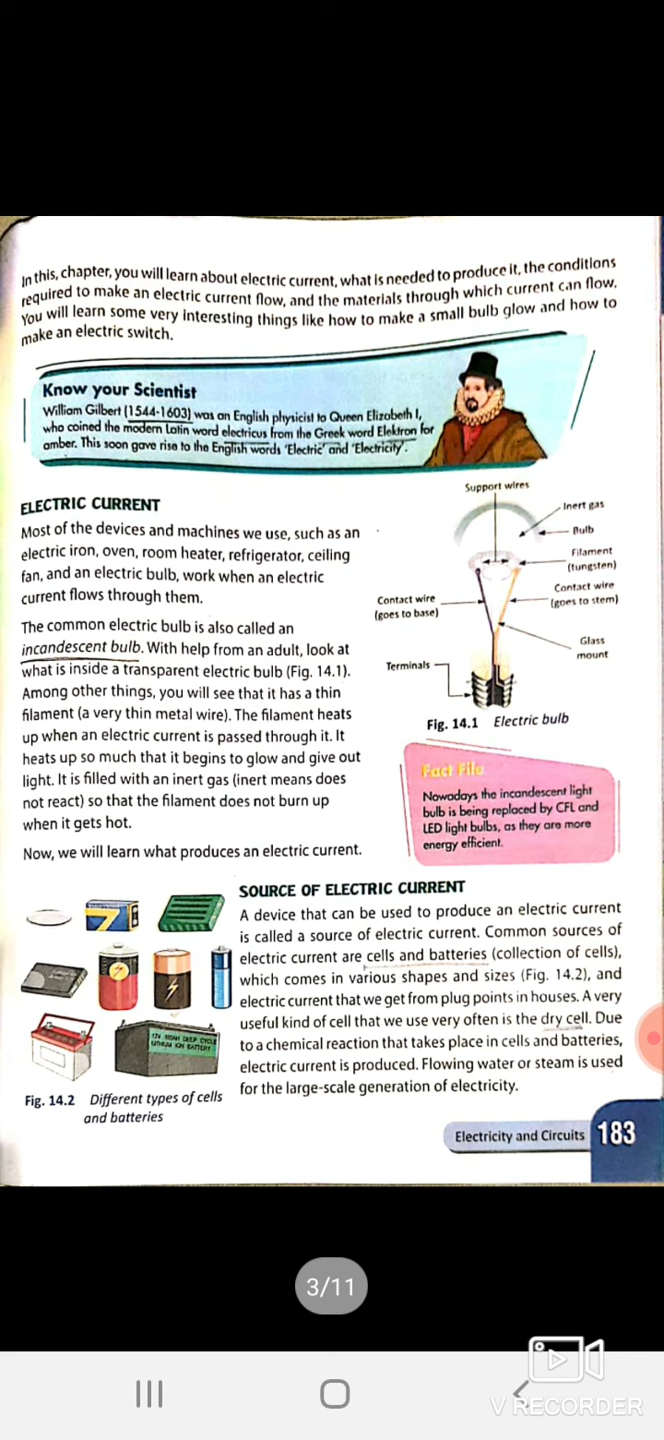 In this, chapter, you will learn about electric current, what is needed to produce it, the conditions
required to make an electric current flow, and the materials through which current can flow.
You will learn some very interesting things like how to make a small bulb glow and how to
make an electric switch.
Know your Scientist
William Gilbert (1544-1603) was an English physicist to Queen Elizabeth I,
who coined the modern Latin word electricus from the Greek word Elektron for
amber. This soon gave rise to the English words 'Electric' and 'Electricity'.
ELECTRIC CURRENT
Most of the devices and machines we use, such as an
electric iron, oven, room heater, refrigerator, ceiling
fan, and an electric bulb, work when an electric
current flows through them.
The common electric bulb is also called an
incandescent bulb. With help from an adult, look at
what is inside a transparent electric bulb (Fig. 14.1).
Among other things, you will see that it has a thin
filament (a very thin metal wire). The filament heats
up when an electric current is passed through it. It
heats up so much that it begins to glow and give out
light. It is filled with an inert gas (inert means does
not react) so that the filament does not burn up
when it gets hot.
Now, we will learn what produces an electric current.
Support wires
Inert gas
Bulb
Filament
(tungsten)
Contact wire
(goes to stem)
Contact wire
(goes to base)
Glass
mount
Terminals
Fig. 14.1 Electric bulb
Fact File
Nowadays the incandescent light
bulb is being replaced by CFL and
LED light bulbs, as they are more
energy efficient.
SOURCE OF ELECTRIC CURRENT
A device that can be used to produce an electric current
is called a source of electric current. Common sources of
electric current are cells and batteries (collection of cells),
which comes in various shapes and sizes (Fig. 14.2), and
electric current that we get from plug points in houses. A very
useful kind of cell that we use very often is the dry cell. Due
to a chemical reaction that takes place in cells and batteries,
electric current is produced. Flowing water or steam is used
for the large-scale generation of electricity.
12V 100AH DEEP CYCLE
LITHIUM ION BATTERY
Fig. 14.2 Different types of cells
and batteries
Electricity and Circuits 183
3/11
V RECORDER